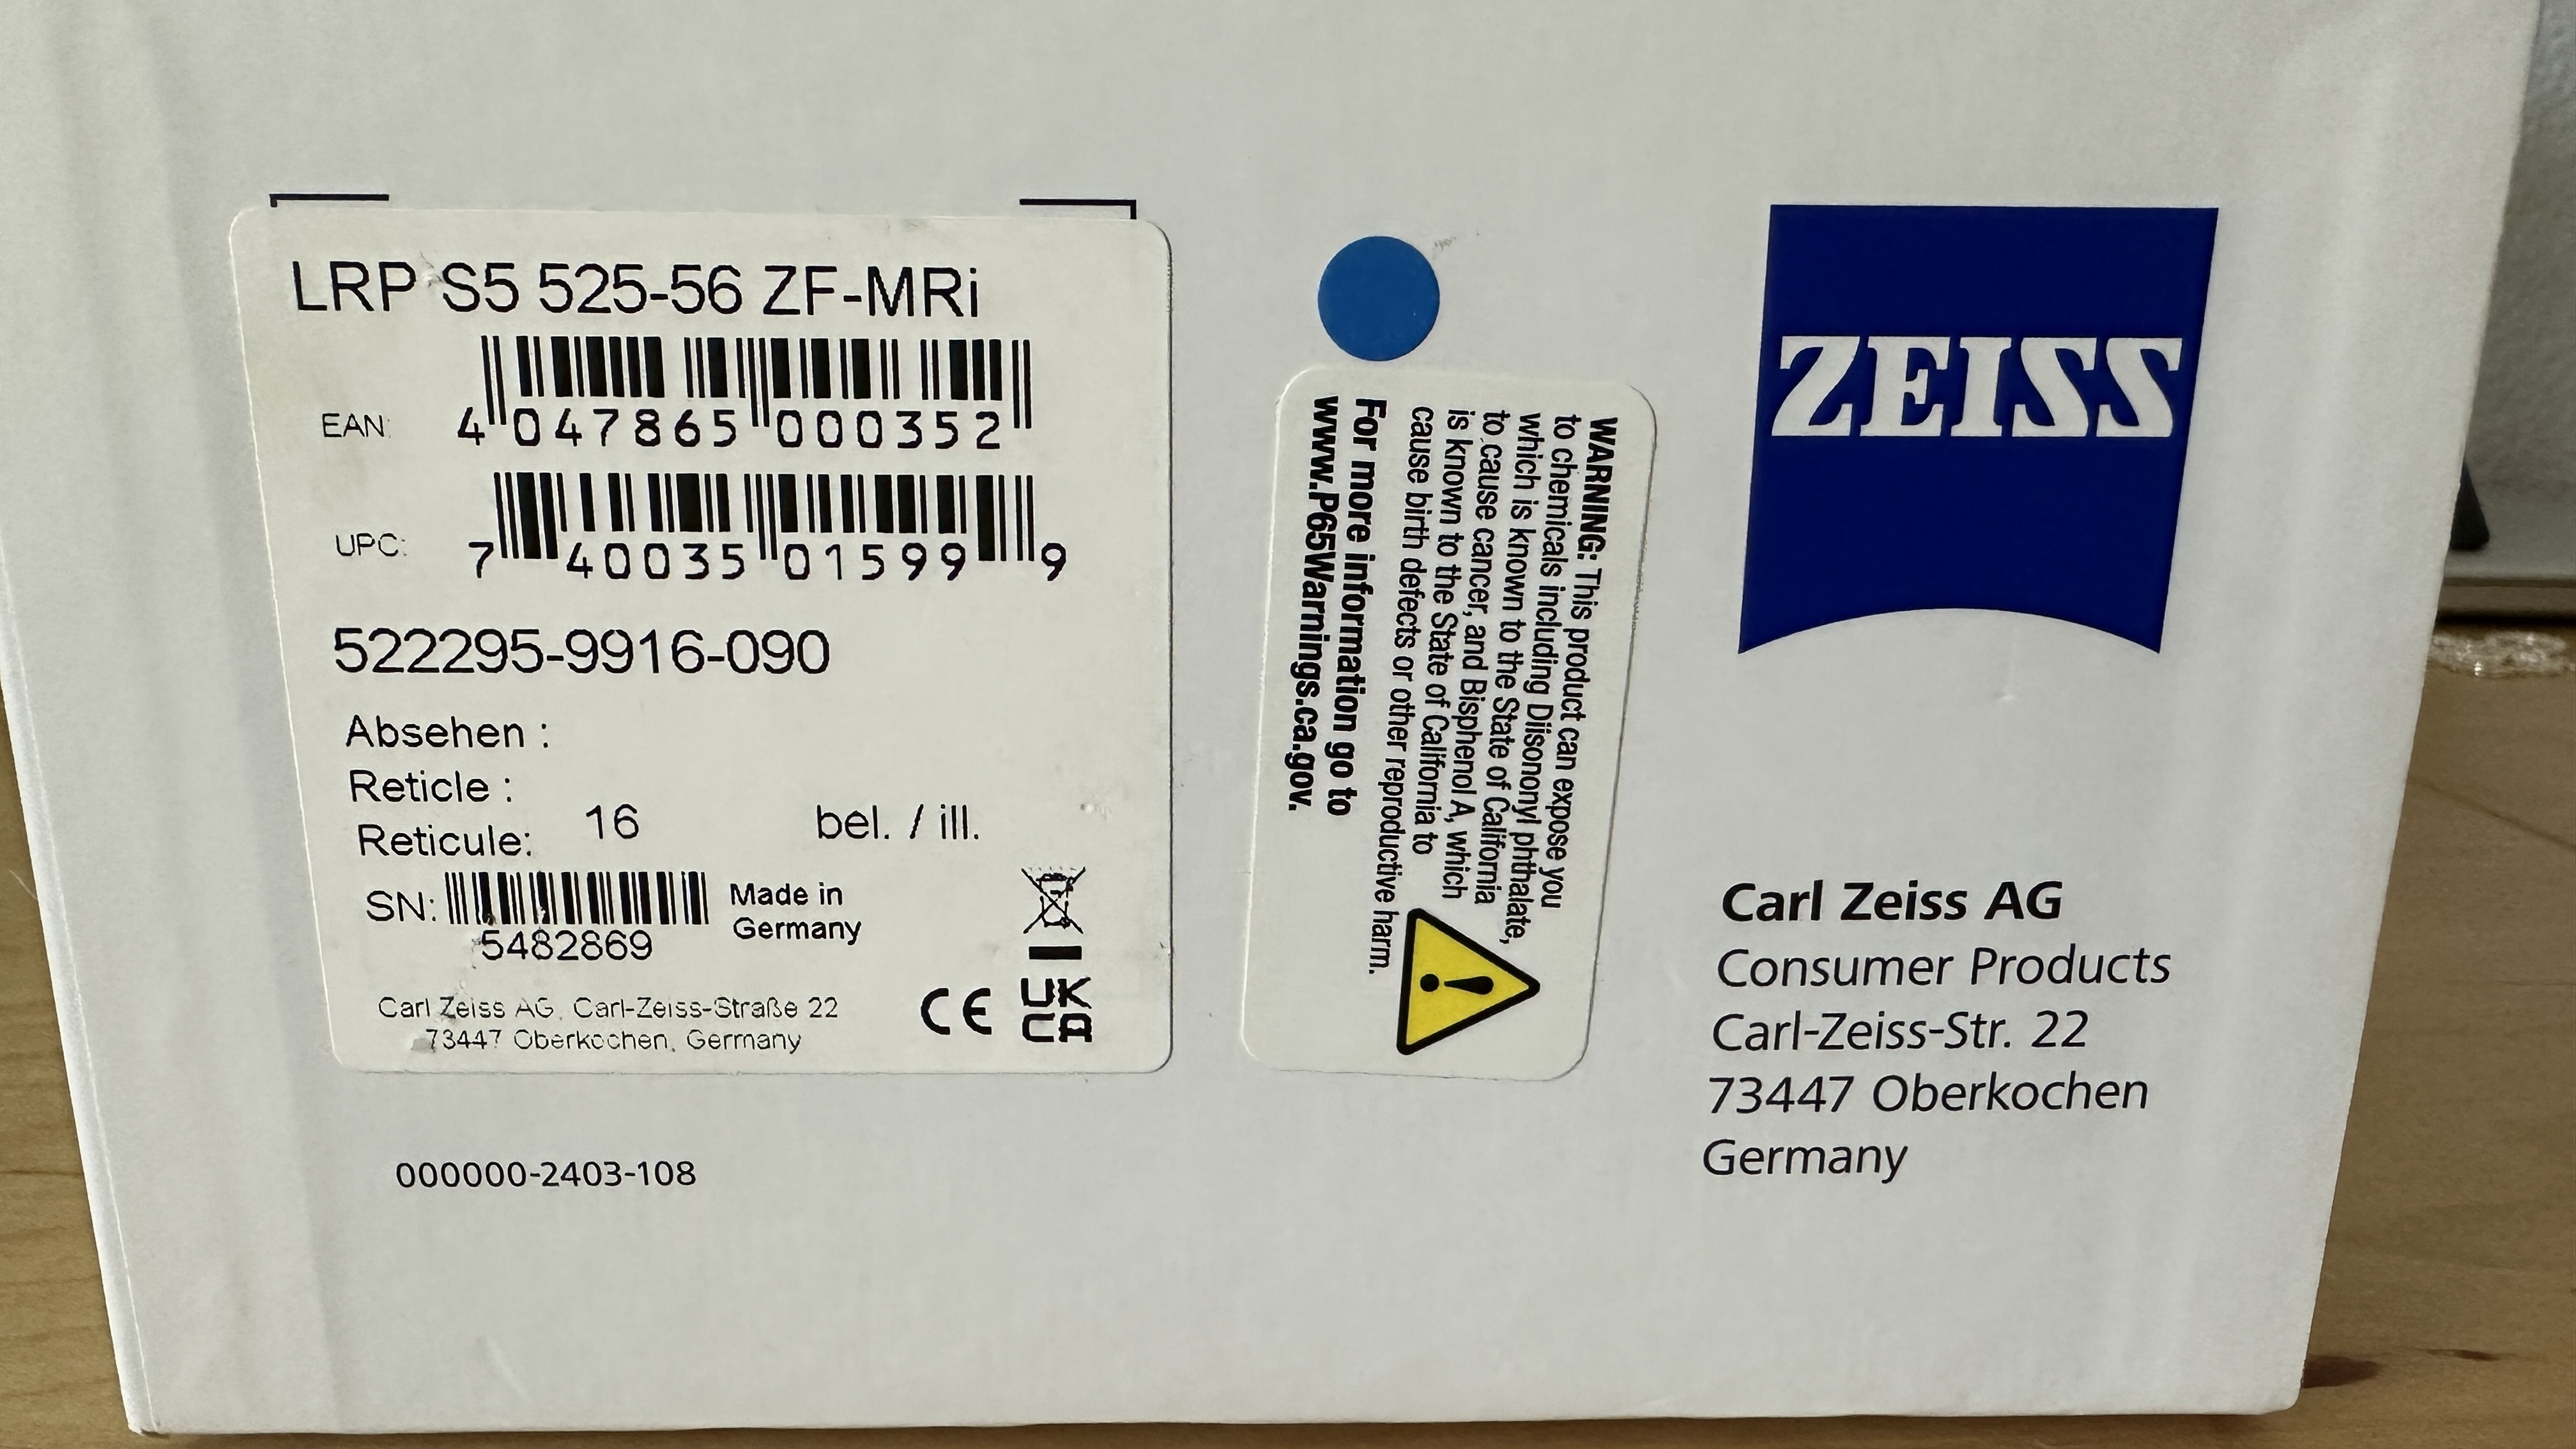 LRP S5 525-56 ZF-MRi
EAN: 4 047865 000352
UPC: 7 40035 01599 9
522295-9916-090
Absehen :
Reticle :
Reticule: 16 bel. / ill.
SN: 5482869
Made in
Germany
Carl Zeiss AG, Carl-Zeiss-Straße 22
73447 Oberkochen, Germany
CE
UK
CA
000000-2403-108
WARNING: This product can expose you
to chemicals including Diisononyl phthalate,
which is known to the State of California
to cause cancer, and Bisphenol A, which
is known to the State of California to
cause birth defects or other reproductive harm.
For more information go to
www.P65Warnings.ca.gov.
ZEISS
Carl Zeiss AG
Consumer Products
Carl-Zeiss-Str. 22
73447 Oberkochen
Germany